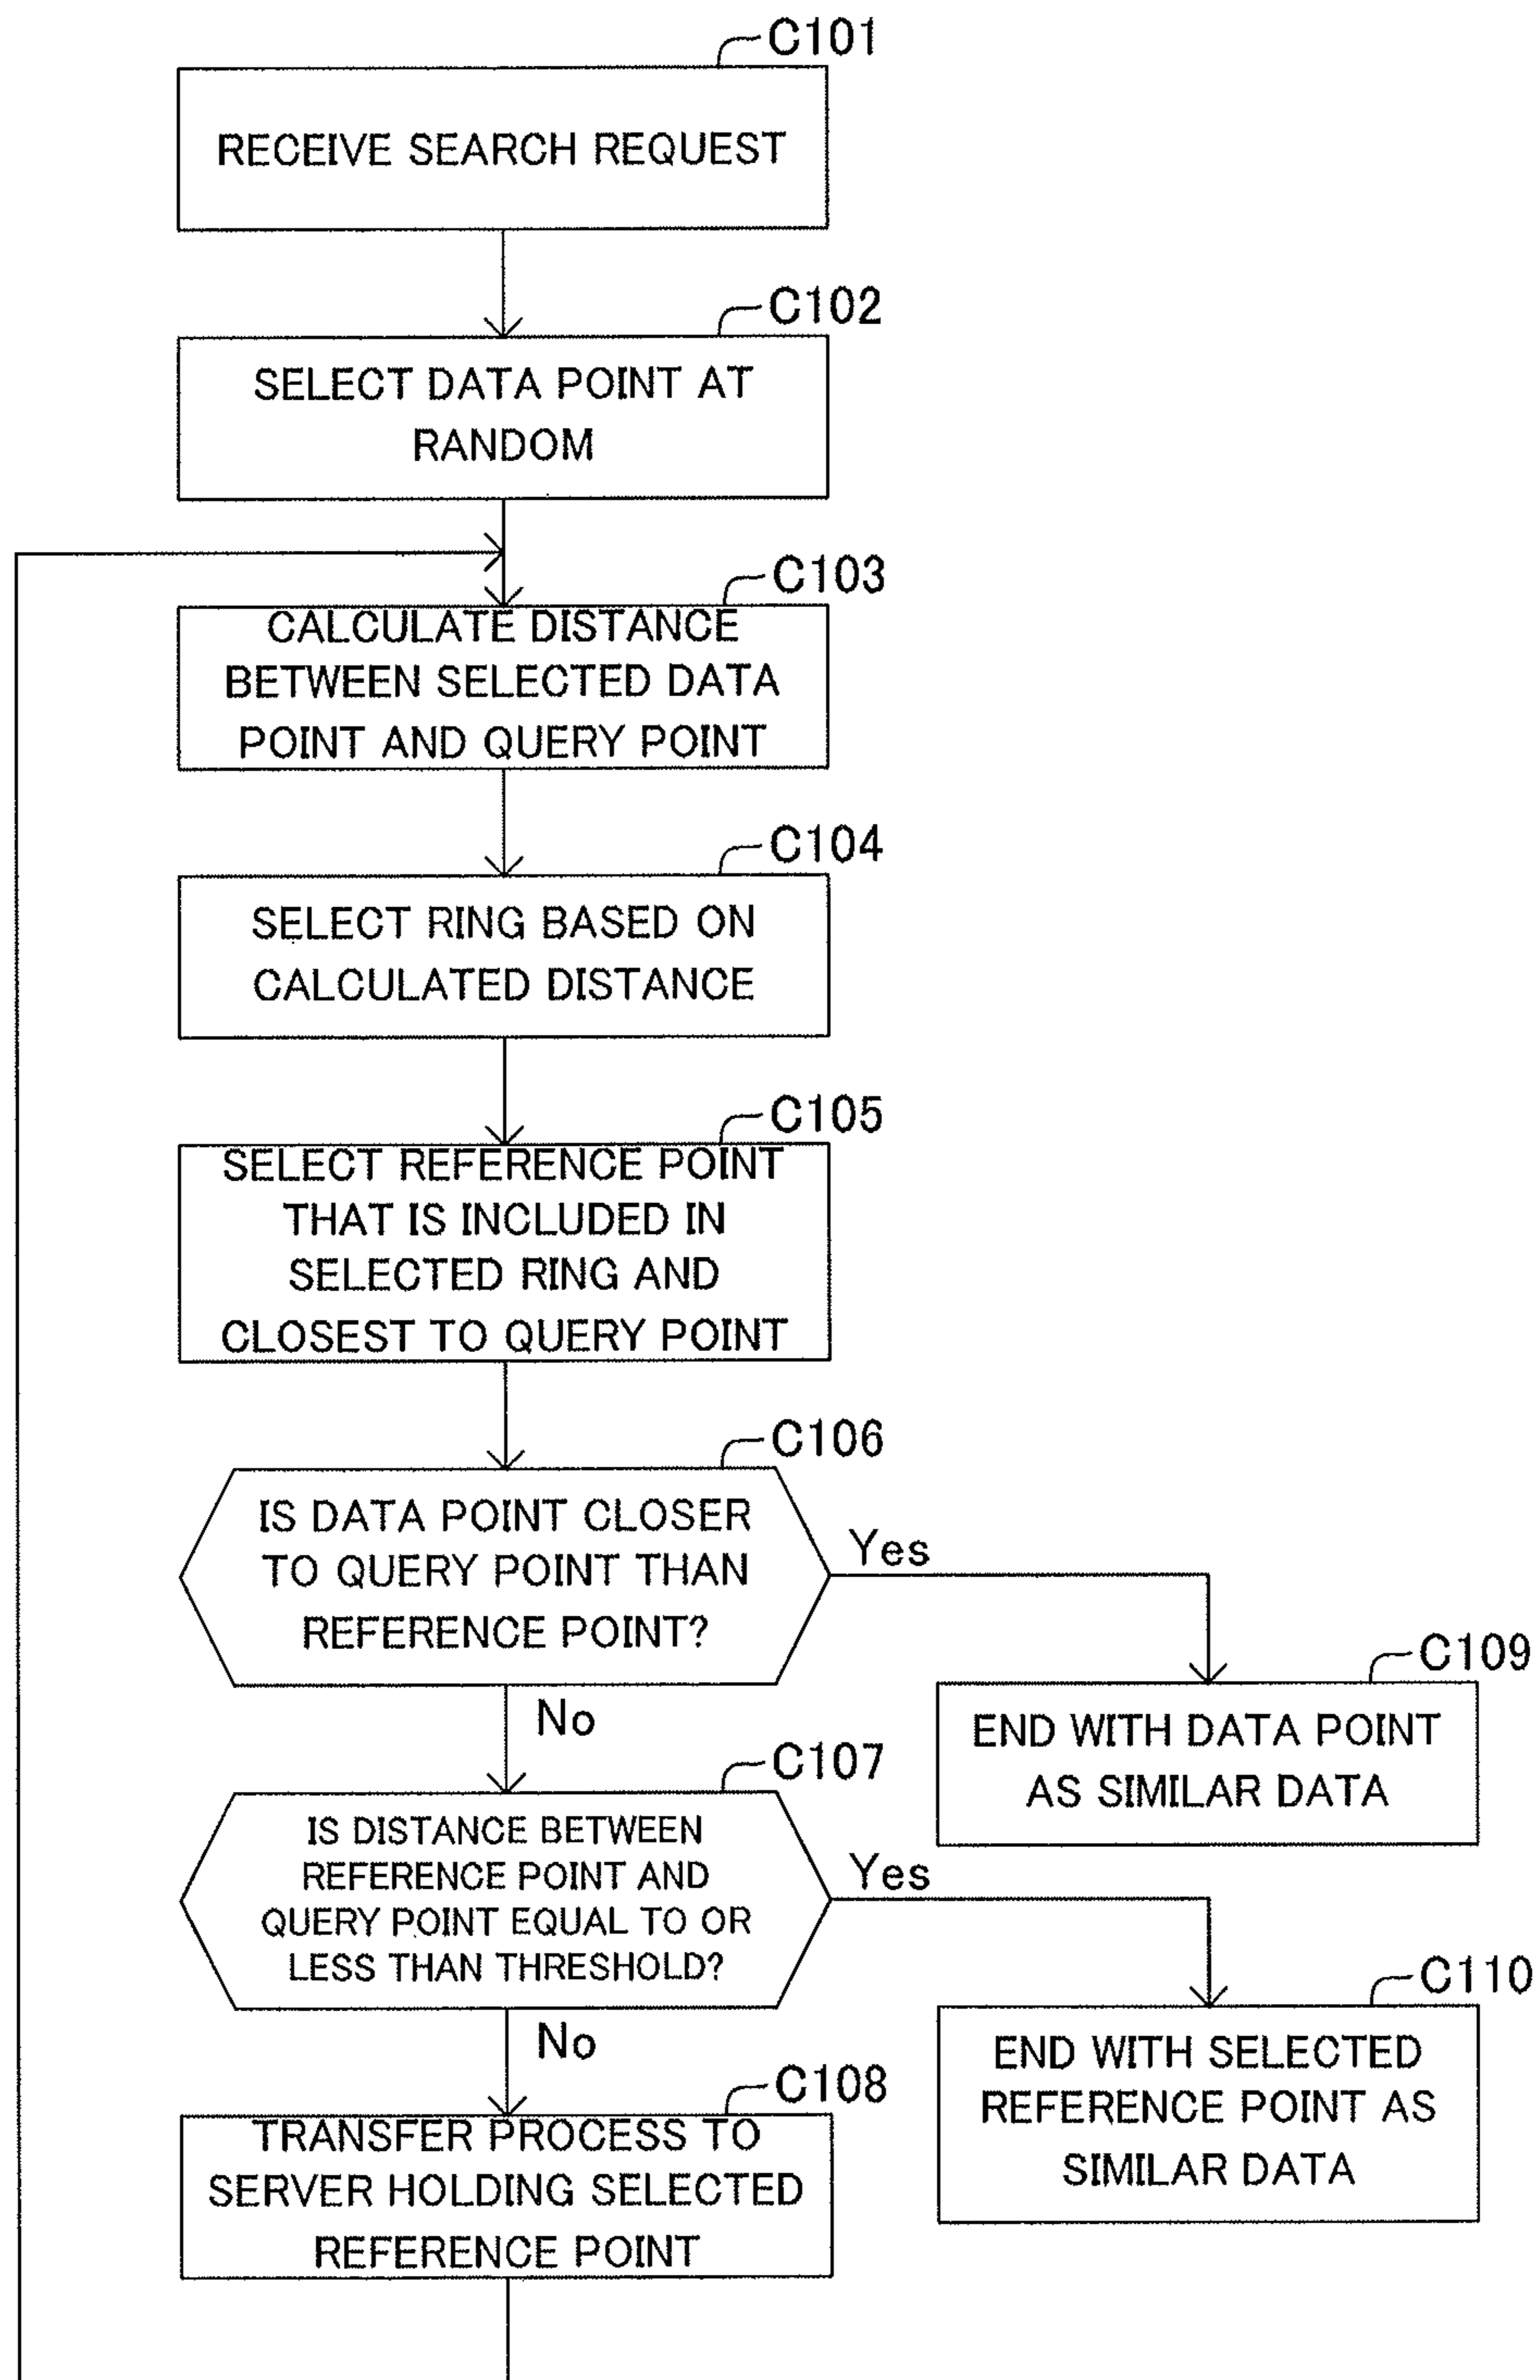 C101
RECEIVE SEARCH REQUEST
C102
SELECT DATA POINT AT
RANDOM
C103
CALCULATE DISTANCE
BETWEEN SELECTED DATA
POINT AND QUERY POINT
C104
SELECT RING BASED ON
CALCULATED DISTANCE
C105
SELECT REFERENCE POINT
THAT IS INCLUDED IN
SELECTED RING AND
CLOSEST TO QUERY POINT
C106
IS DATA POINT CLOSER
TO QUERY POINT THAN
REFERENCE POINT?
Yes
No
C109
END WITH DATA POINT
AS SIMILAR DATA
C107
IS DISTANCE BETWEEN
REFERENCE POINT AND
QUERY POINT EQUAL TO OR
LESS THAN THRESHOLD?
Yes
No
C110
END WITH SELECTED
REFERENCE POINT AS
SIMILAR DATA
C108
TRANSFER PROCESS TO
SERVER HOLDING SELECTED
REFERENCE POINT